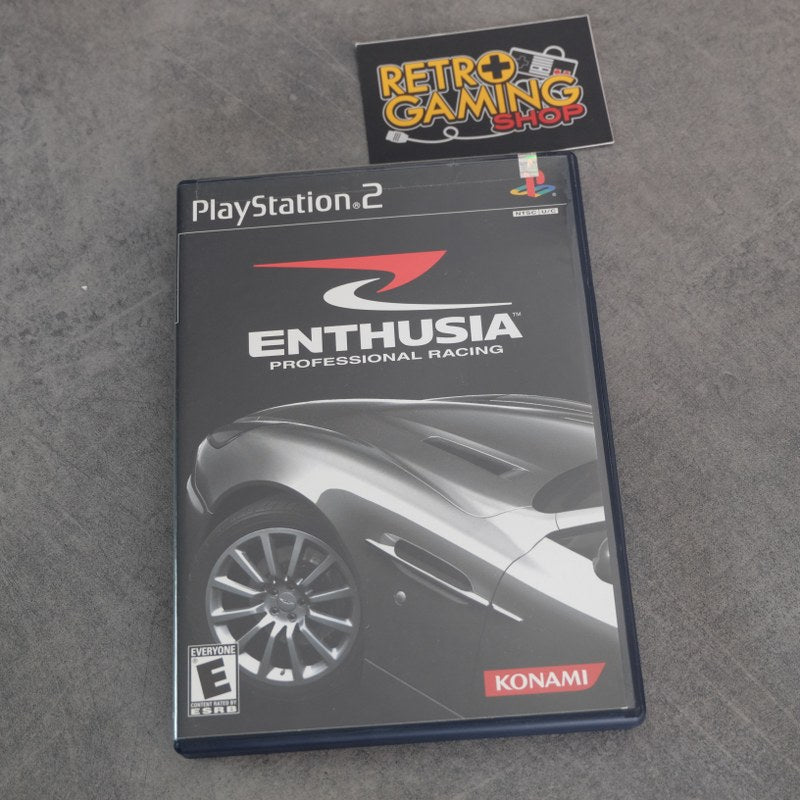 RETRO
GAMING
SHOP
PlayStation®2
NTSC U/C
ENTHUSIA™
PROFESSIONAL RACING
EVERYONE
E
CONTENT RATED BY
ESRB
KONAMI